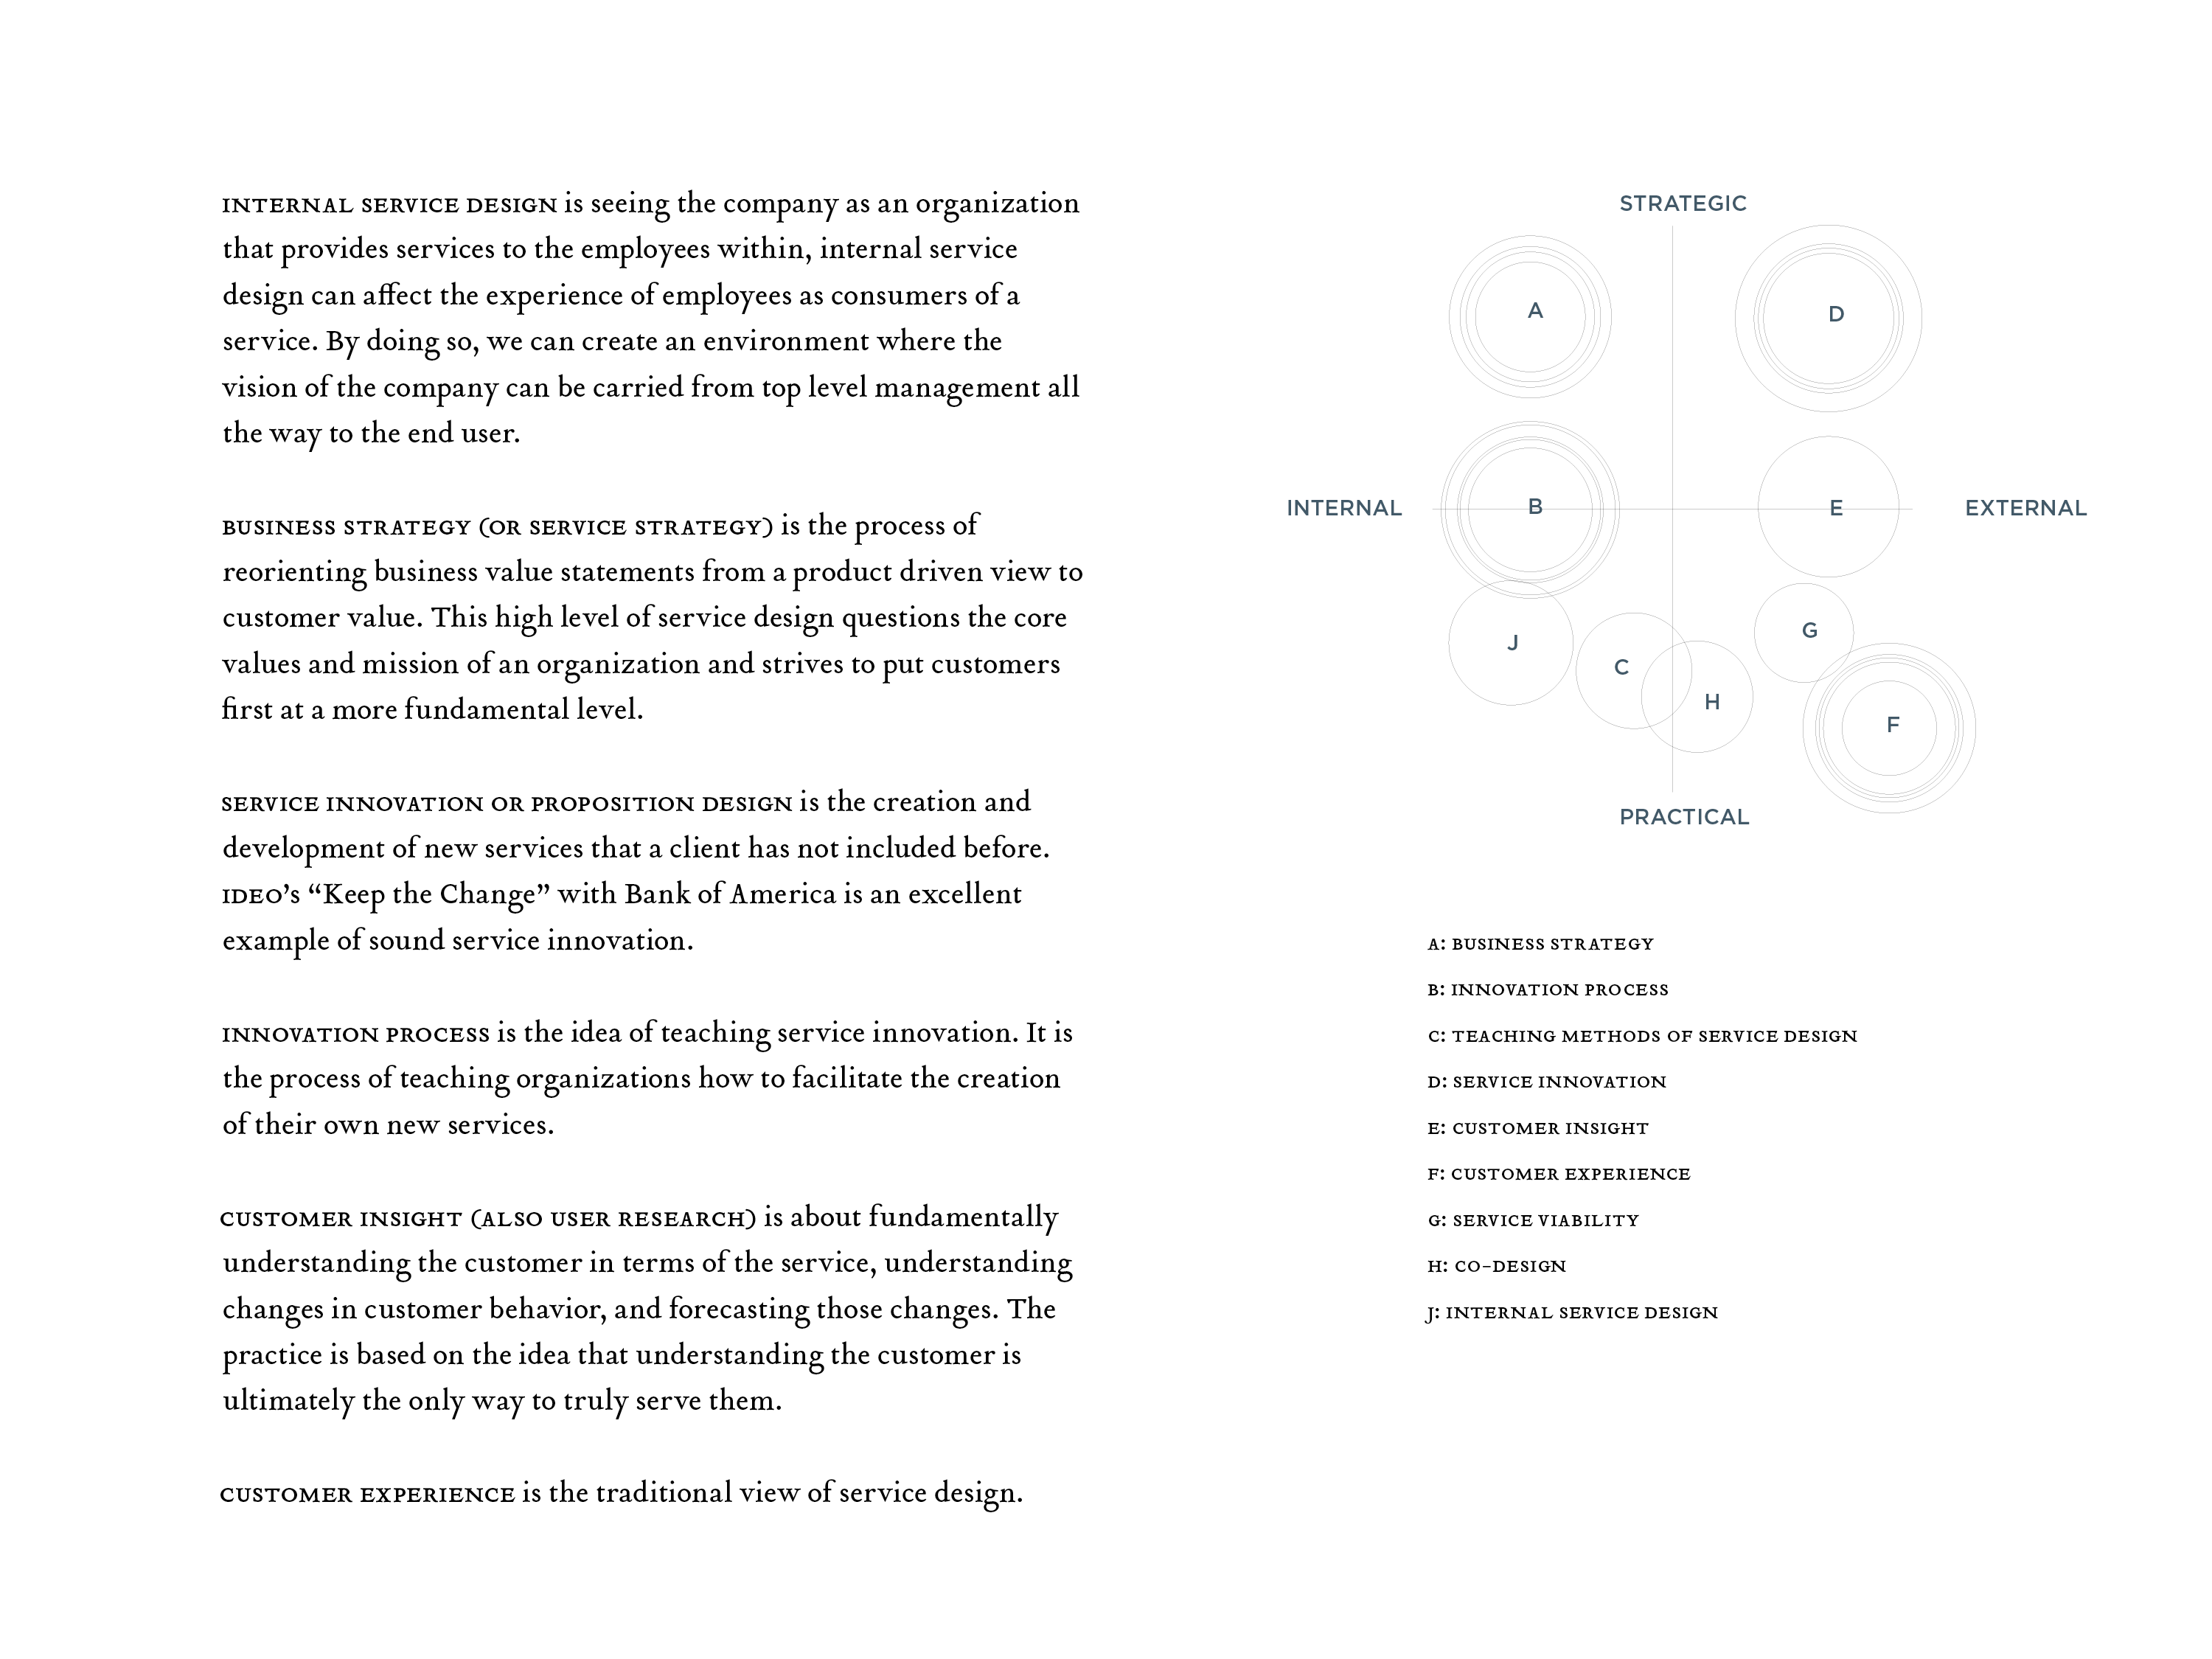 INTERNAL SERVICE DESIGN is seeing the company as an organization
that provides services to the employees within, internal service
design can affect the experience of employees as consumers of a
service. By doing so, we can create an environment where the
vision of the company can be carried from top level management all
the way to the end user.
BUSINESS STRATEGY (OR SERVICE STRATEGY) is the process of
reorienting business value statements from a product driven view to
customer value. This high level of service design questions the core
values and mission of an organization and strives to put customers
first at a more fundamental level.
SERVICE INNOVATION OR PROPOSITION DESIGN is the creation and
development of new services that a client has not included before.
IDEO’s “Keep the Change” with Bank of America is an excellent
example of sound service innovation.
INNOVATION PROCESS is the idea of teaching service innovation. It is
the process of teaching organizations how to facilitate the creation
of their own new services.
CUSTOMER INSIGHT (ALSO USER RESEARCH) is about fundamentally
understanding the customer in terms of the service, understanding
changes in customer behavior, and forecasting those changes. The
practice is based on the idea that understanding the customer is
ultimately the only way to truly serve them.
CUSTOMER EXPERIENCE is the traditional view of service design.
STRATEGIC
A
D
INTERNAL
B
E
EXTERNAL
J
C
H
G
F
PRACTICAL
A: BUSINESS STRATEGY
B: INNOVATION PROCESS
C: TEACHING METHODS OF SERVICE DESIGN
D: SERVICE INNOVATION
E: CUSTOMER INSIGHT
F: CUSTOMER EXPERIENCE
G: SERVICE VIABILITY
H: CO-DESIGN
J: INTERNAL SERVICE DESIGN